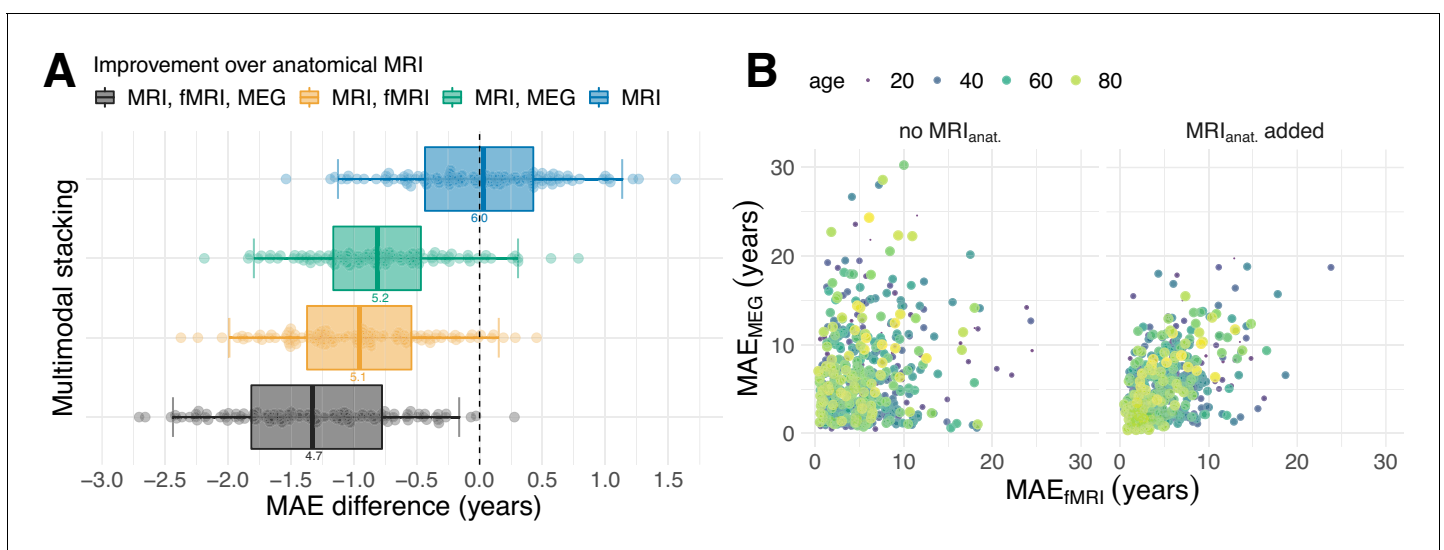 A
Improvement over anatomical MRI
MRI, fMRI, MEG MRI, fMRI MRI, MEG MRI
Multimodal stacking
6.0
5.2
5.1
4.7
−3.0 −2.5 −2.0 −1.5 −1.0 −0.5 0.0 0.5 1.0 1.5
MAE difference (years)
B
age 20 40 60 80
no MRIanat. MRIanat. added
MAEMEG (years)
30
20
10
0
0 10 20 30 0 10 20 30
MAEfMRI (years)